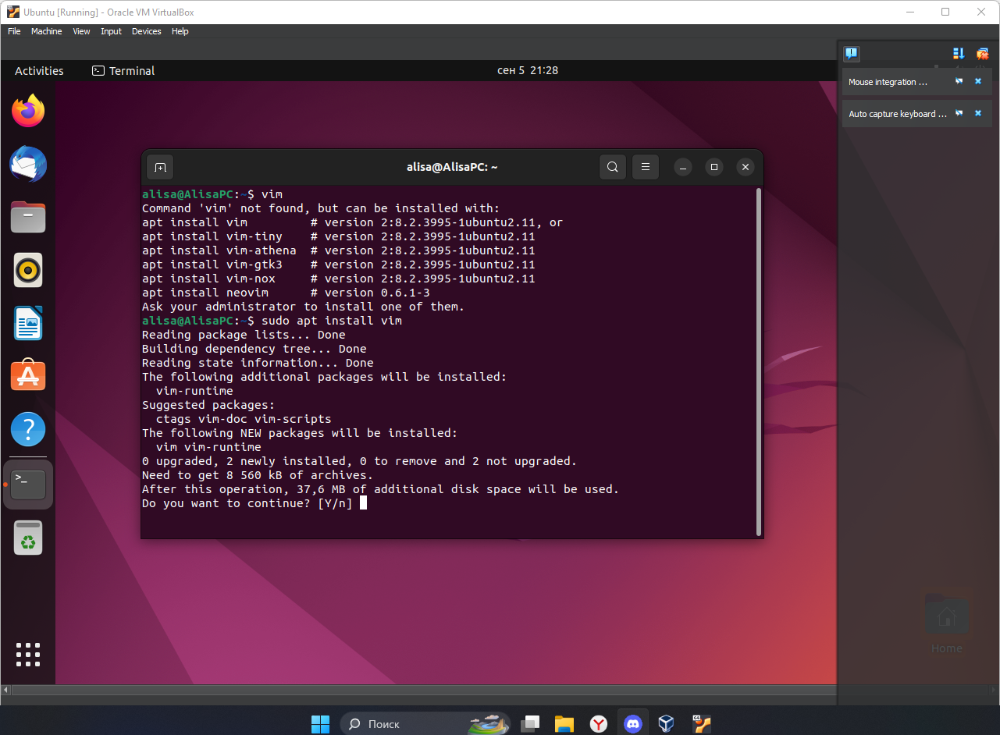 Ubuntu [Running] - Oracle VM VirtualBox
File Machine View Input Devices Help
Activities Terminal сен 5 21:28
Mouse integration ...
Auto capture keyboard ...
alisa@AlisaPC: ~
alisa@AlisaPC:~$ vim
Command 'vim' not found, but can be installed with:
apt install vim         # version 2:8.2.3995-1ubuntu2.11, or
apt install vim-tiny    # version 2:8.2.3995-1ubuntu2.11
apt install vim-athena  # version 2:8.2.3995-1ubuntu2.11
apt install vim-gtk3    # version 2:8.2.3995-1ubuntu2.11
apt install vim-nox     # version 2:8.2.3995-1ubuntu2.11
apt install neovim      # version 0.6.1-3
Ask your administrator to install one of them.
alisa@AlisaPC:~$ sudo apt install vim
Reading package lists... Done
Building dependency tree... Done
Reading state information... Done
The following additional packages will be installed:
  vim-runtime
Suggested packages:
  ctags vim-doc vim-scripts
The following NEW packages will be installed:
  vim vim-runtime
0 upgraded, 2 newly installed, 0 to remove and 2 not upgraded.
Need to get 8 560 kB of archives.
After this operation, 37,6 MB of additional disk space will be used.
Do you want to continue? [Y/n]
Home
Поиск